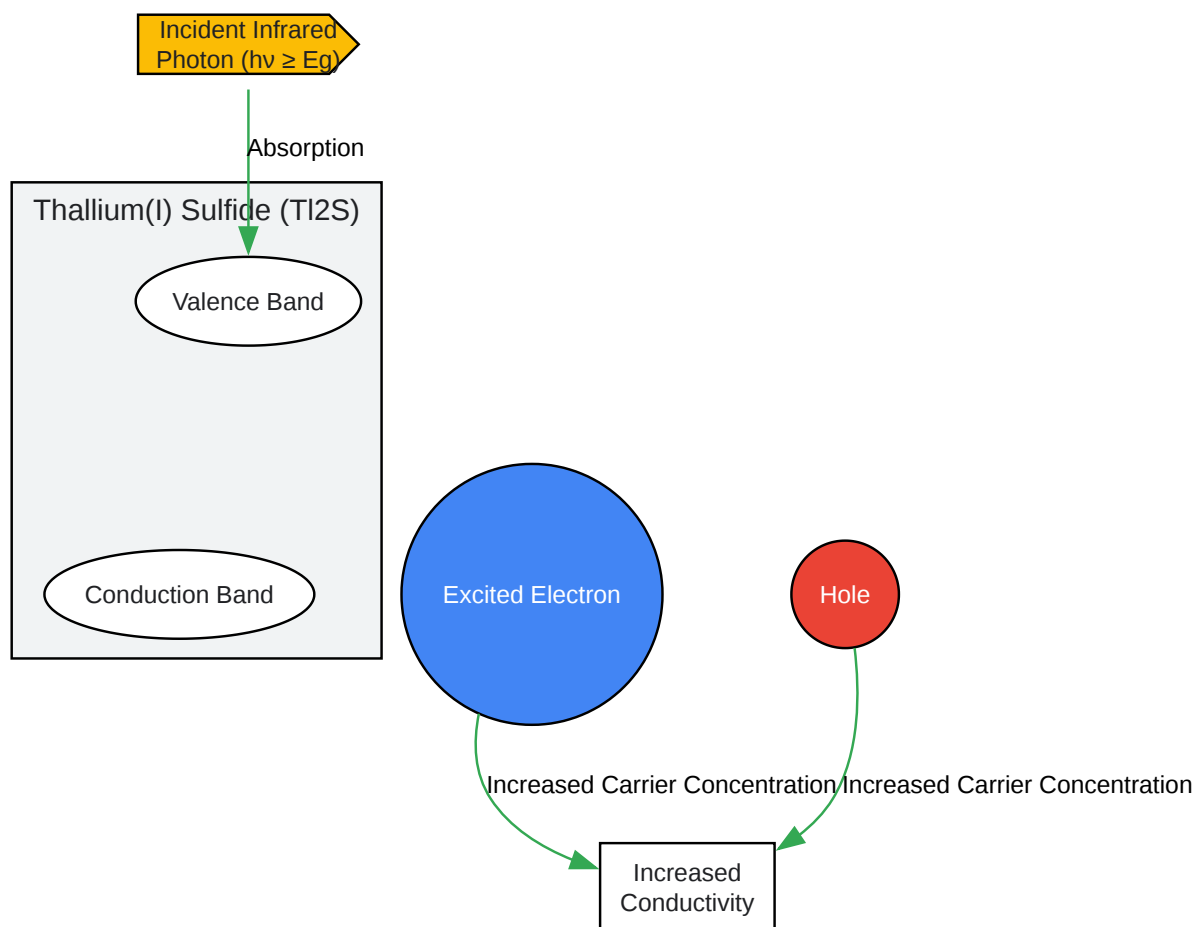 Incident Infrared
Photon (hν ≥ Eg)
Absorption
Thallium(I) Sulfide (Tl2S)
Valence Band
Conduction Band
Excited Electron
Hole
Increased Carrier Concentration
Increased Carrier Concentration
Increased
Conductivity